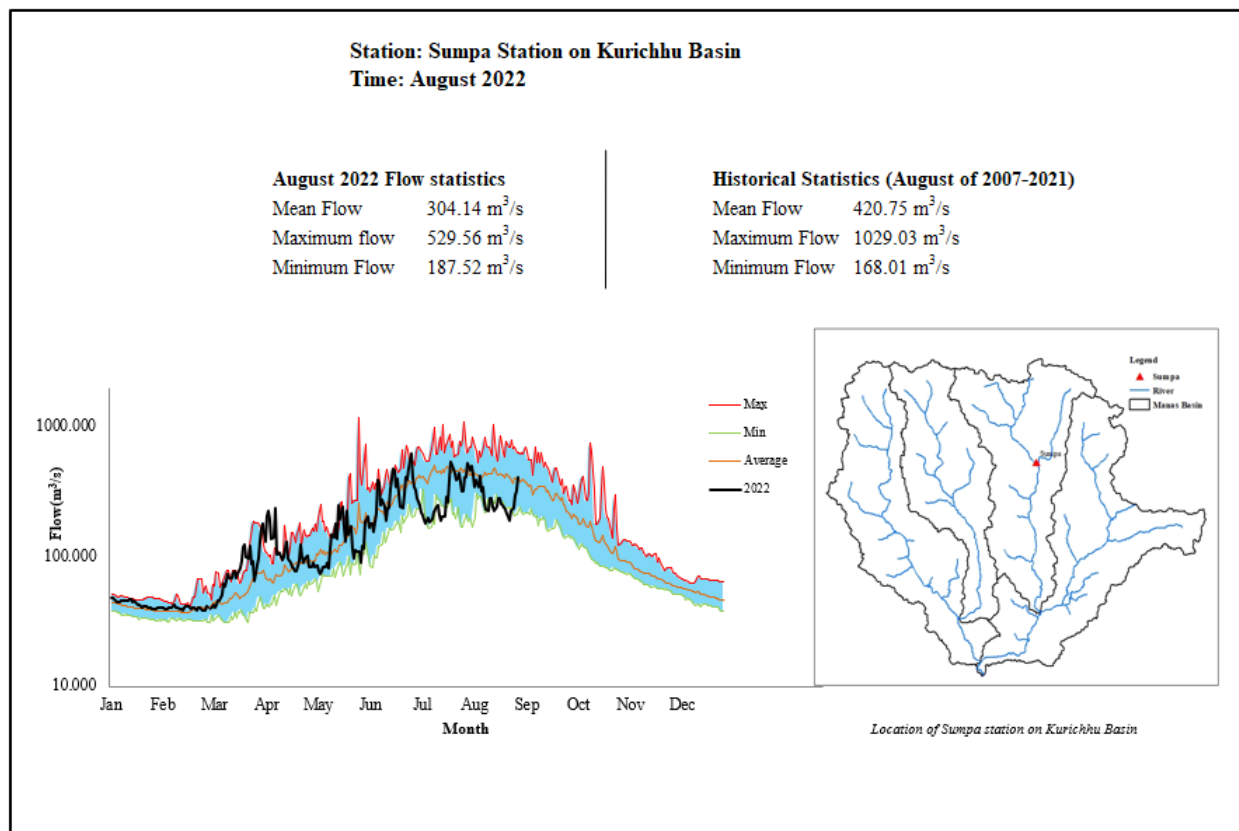 Station: Sumpa Station on Kurichhu Basin
Time: August 2022
August 2022 Flow statistics
Mean Flow 304.14 m³/s
Maximum flow 529.56 m³/s
Minimum Flow 187.52 m³/s
Historical Statistics (August of 2007-2021)
Mean Flow 420.75 m³/s
Maximum Flow 1029.03 m³/s
Minimum Flow 168.01 m³/s
Flow(m³/s)
1000.000
100.000
10.000
Jan Feb Mar Apr May Jun Jul Aug Sep Oct Nov Dec
Month
Max
Min
Average
2022
Legend
Sumpa
River
Manas Basin
Sumpa
Location of Sumpa station on Kurichhu Basin